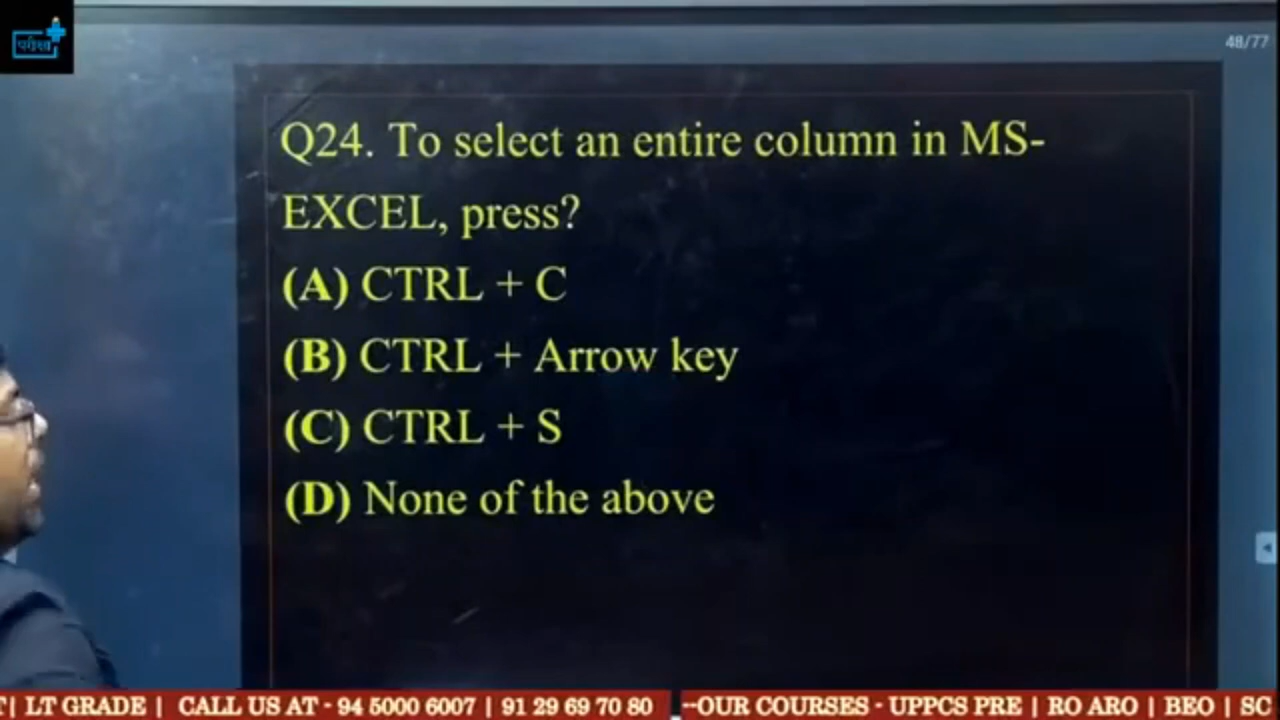 परीक्षा
48/77
Q24. To select an entire column in MS-
EXCEL, press?
(A) CTRL + C
(B) CTRL + Arrow key
(C) CTRL + S
(D) None of the above
T| LT GRADE | CALL US AT - 94 5000 6007 | 91 29 69 70 80 --OUR COURSES - UPPCS PRE | RO ARO | BEO | SC